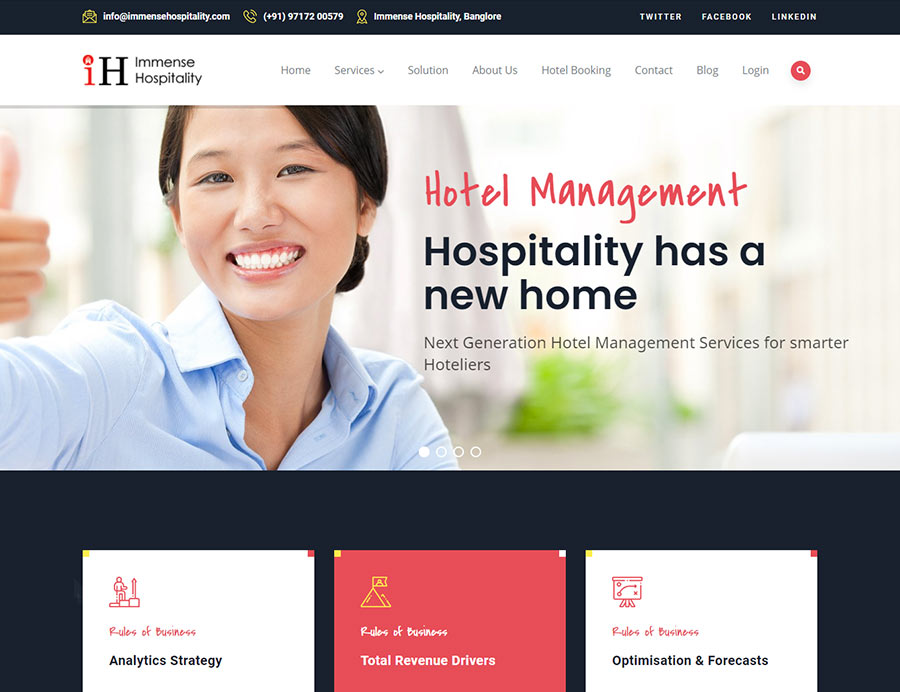 info@immensehospitality.com (+91) 97172 00579 Immense Hospitality, Banglore TWITTER FACEBOOK LINKEDIN
iH Immense
Hospitality
Home Services Solution About Us Hotel Booking Contact Blog Login
Hotel Management
Hospitality has a
new home
Next Generation Hotel Management Services for smarter
Hoteliers
Rules of Business
Analytics Strategy
Rules of Business
Total Revenue Drivers
Rules of Business
Optimisation & Forecasts